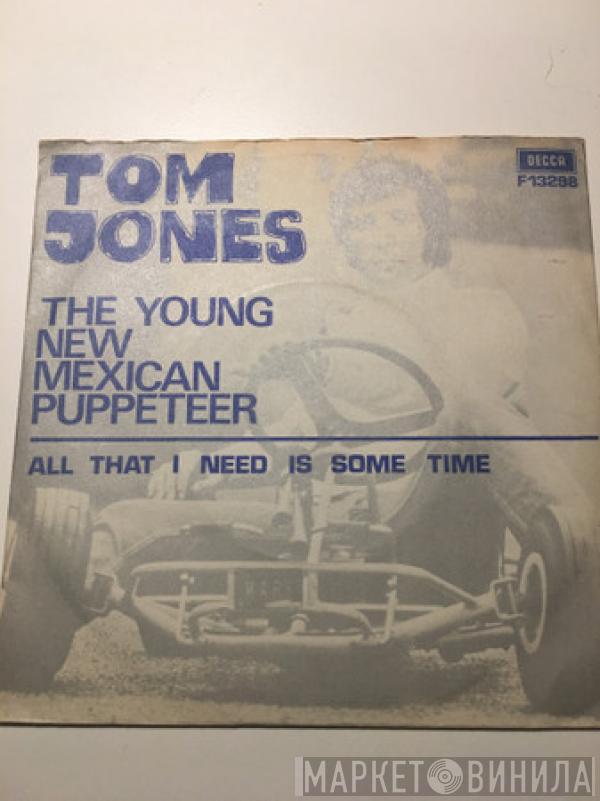 TOM
JONES
DECCA
F13298
THE YOUNG
NEW
MEXICAN
PUPPETEER
ALL THAT I NEED IS SOME TIME
МАРКЕТ ВИНИЛА